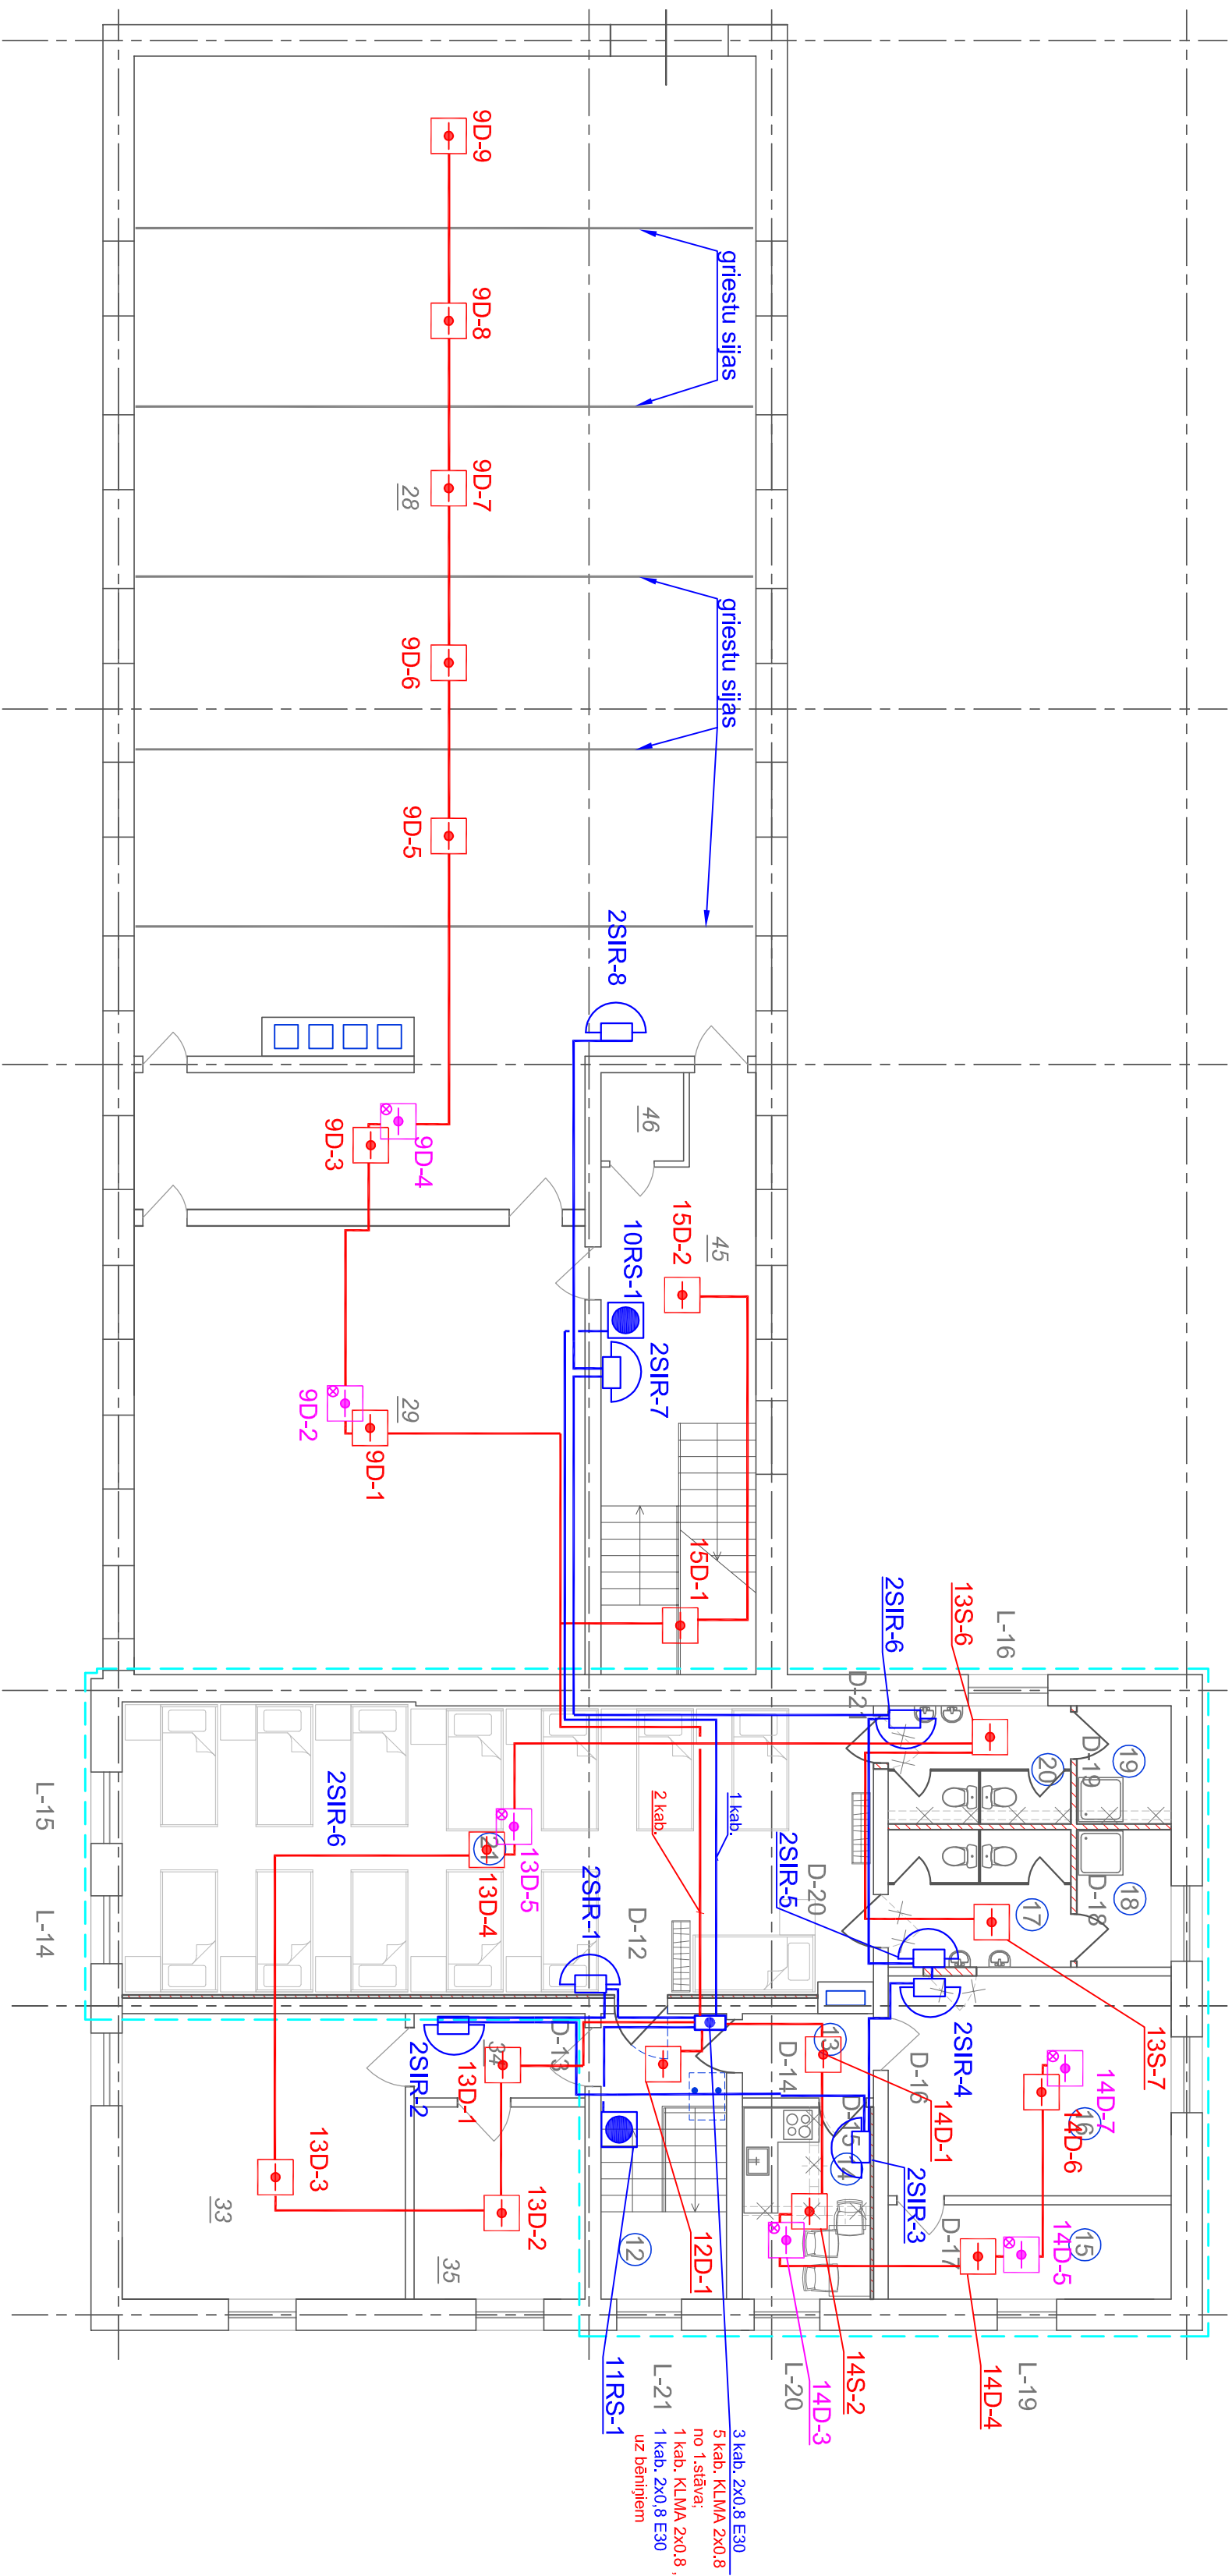 9D-9
9D-8
9D-7
28
9D-6
9D-5
griestu sijas
griestu sijas
2SIR-8
46
9D-3
9D-4
15D-2
45
10RS-1
2SIR-7
29
9D-2
9D-1
15D-1
2SIR-6
13S-6
L-16
D-21
D-19
19
20
L-15
L-14
2SIR-6
21
13D-5
13D-4
2 kab.
1 kab.
2SIR-5
D-20
2SIR-1
D-12
17
D-18
18
13S-7
2SIR-4
D-16
13
D-14
14D-1
D-15
14
2SIR-3
14D-7
16
14D-6
D-17
14D-5
15
D-13
34
13D-1
2SIR-2
13D-3
13D-2
33
35
12
12D-1
11RS-1
L-21
L-20
14D-3
14S-2
14D-4
L-19
3 kab. 2x0.8 E30
5 kab. KLMA 2x0.8
no 1.stāva;
1 kab. KLMA 2x0.8 ,
1 kab. 2x0,8 E30
uz bēniņiem